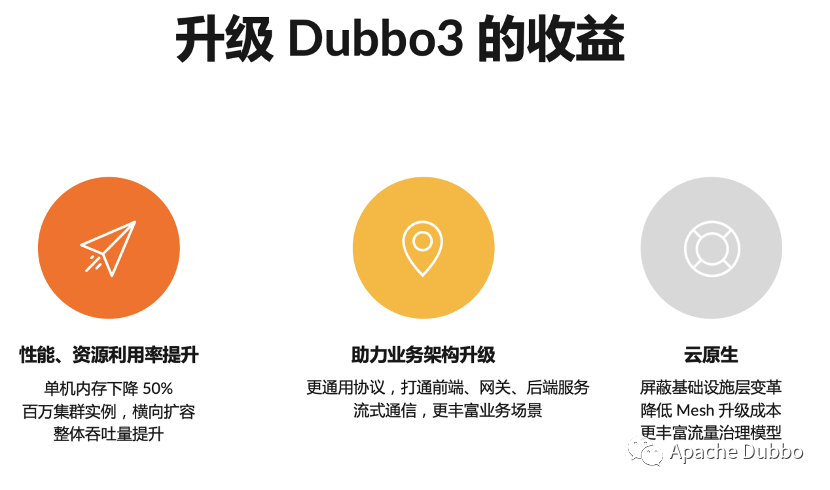 升级 Dubbo3 的收益
性能、资源利用率提升
单机内存下降 50%
百万集群实例，横向扩容
整体吞吐量提升
助力业务架构升级
更通用协议，打通前端、网关、后端服务
流式通信，更丰富业务场景
云原生
屏蔽基础设施层变革
降低 Mesh 升级成本
更丰富流量治理模型
Apache Dubbo